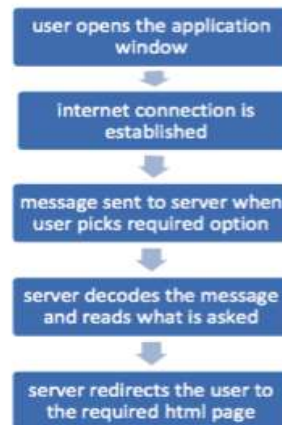 user opens the application
window
internet connection is
established
message sent to server when
user picks required option
server decodes the message
and reads what is asked
server redirects the user to
the required html page